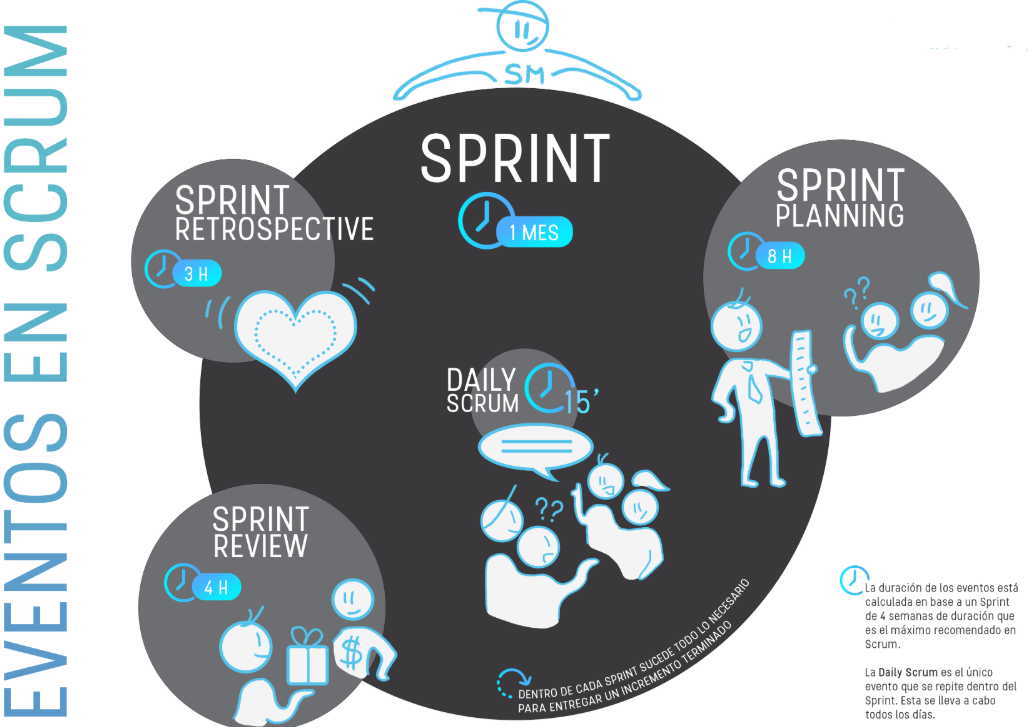 EVENTOS EN SCRUM
SM
SPRINT
1 MES
SPRINT
RETROSPECTIVE
3 H
SPRINT
PLANNING
8 H
??
DAILY
SCRUM
15’
??
SPRINT
REVIEW
4 H
$
DENTRO DE CADA SPRINT SUCEDE TODO LO NECESARIO
PARA ENTREGAR UN INCREMENTO TERMINADO
La duración de los eventos está
calculada en base a un Sprint
de 4 semanas de duración que
es el máximo recomendado en
Scrum.
La Daily Scrum es el único
evento que se repite dentro del
Sprint. Esta se lleva a cabo
todos los días.